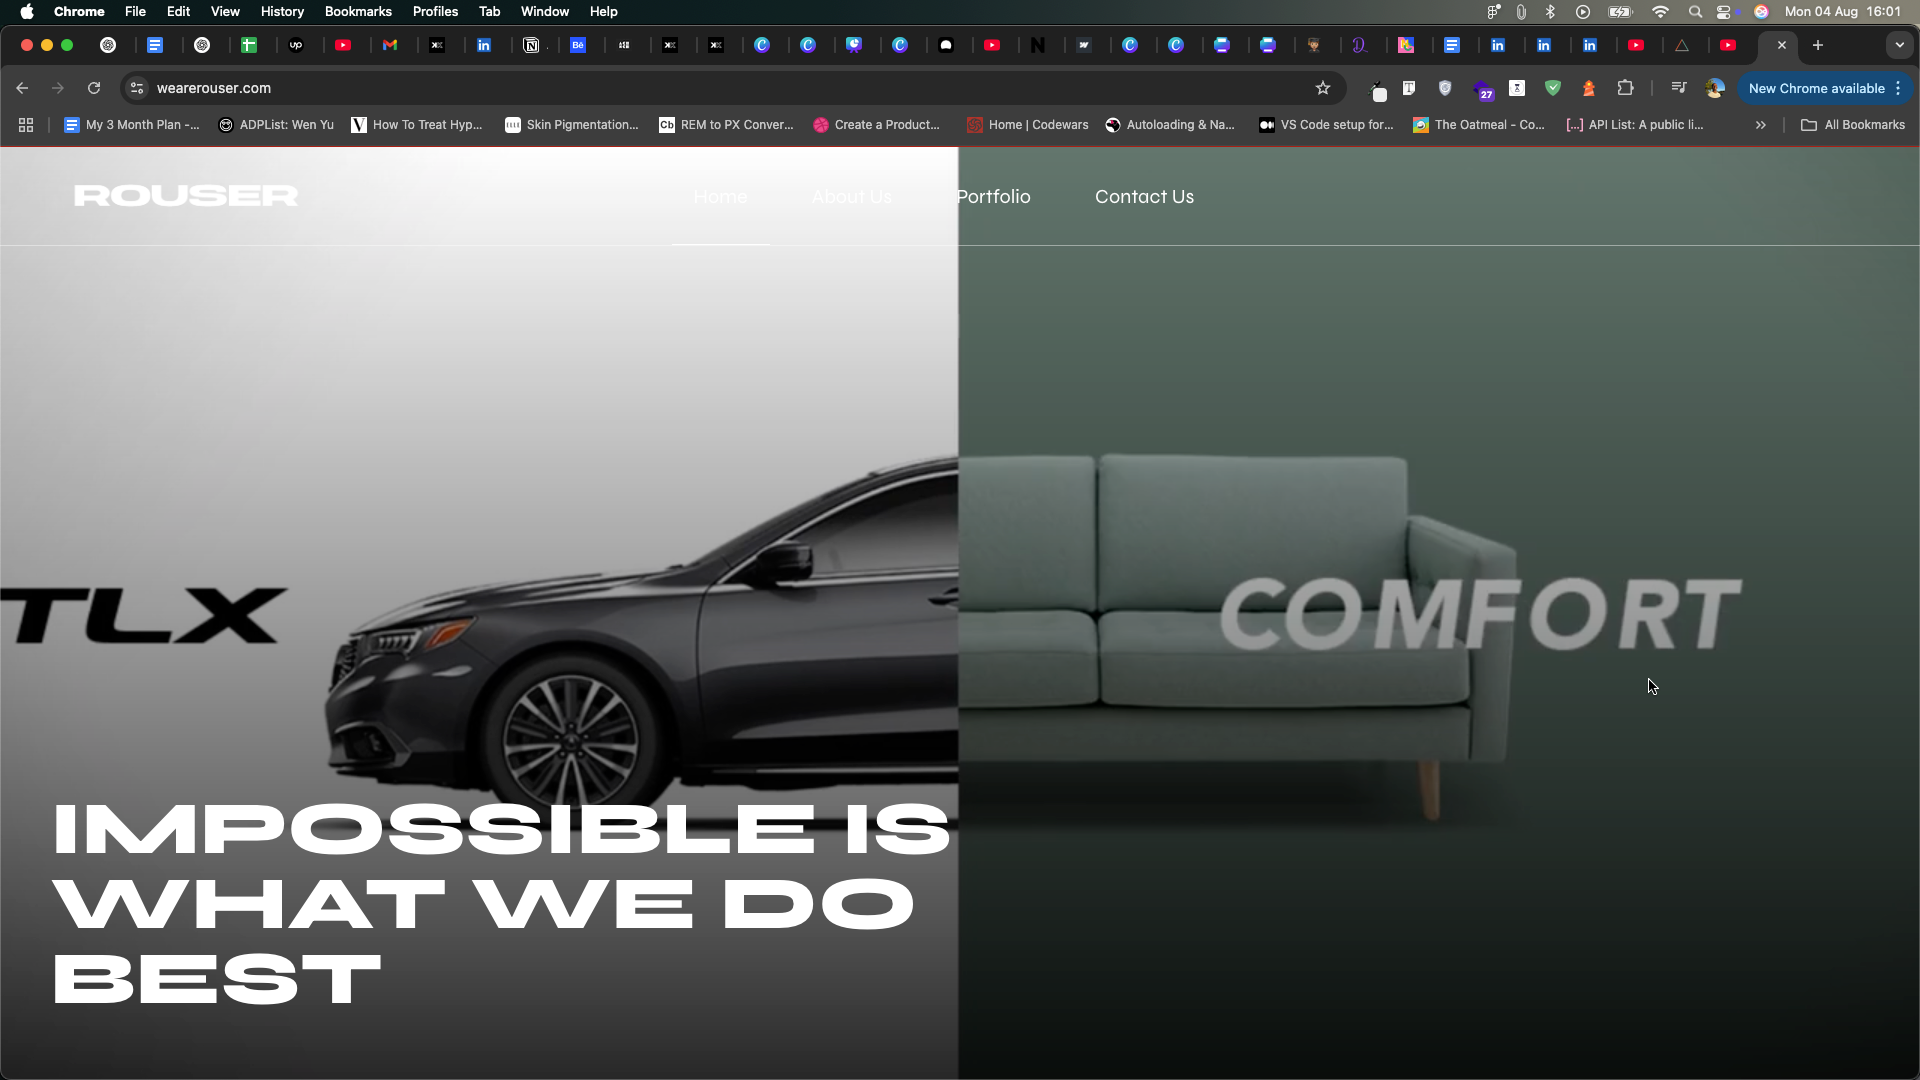 Chrome File Edit View History Bookmarks Profiles Tab Window Help Mon 04 Aug 16:01
wearerouser.com 27 New Chrome available
My 3 Month Plan -... ADPList: Wen Yu How To Treat Hyp... Skin Pigmentation... Cb REM to PX Conver... Create a Product... Home | Codewars Autoloading & Na... VS Code setup for... The Oatmeal - Co... [...] API List: A public li... >> All Bookmarks
ROUSER Home About Us Portfolio Contact Us
TLX
COMFORT
IMPOSSIBLE IS
WHAT WE DO
BEST